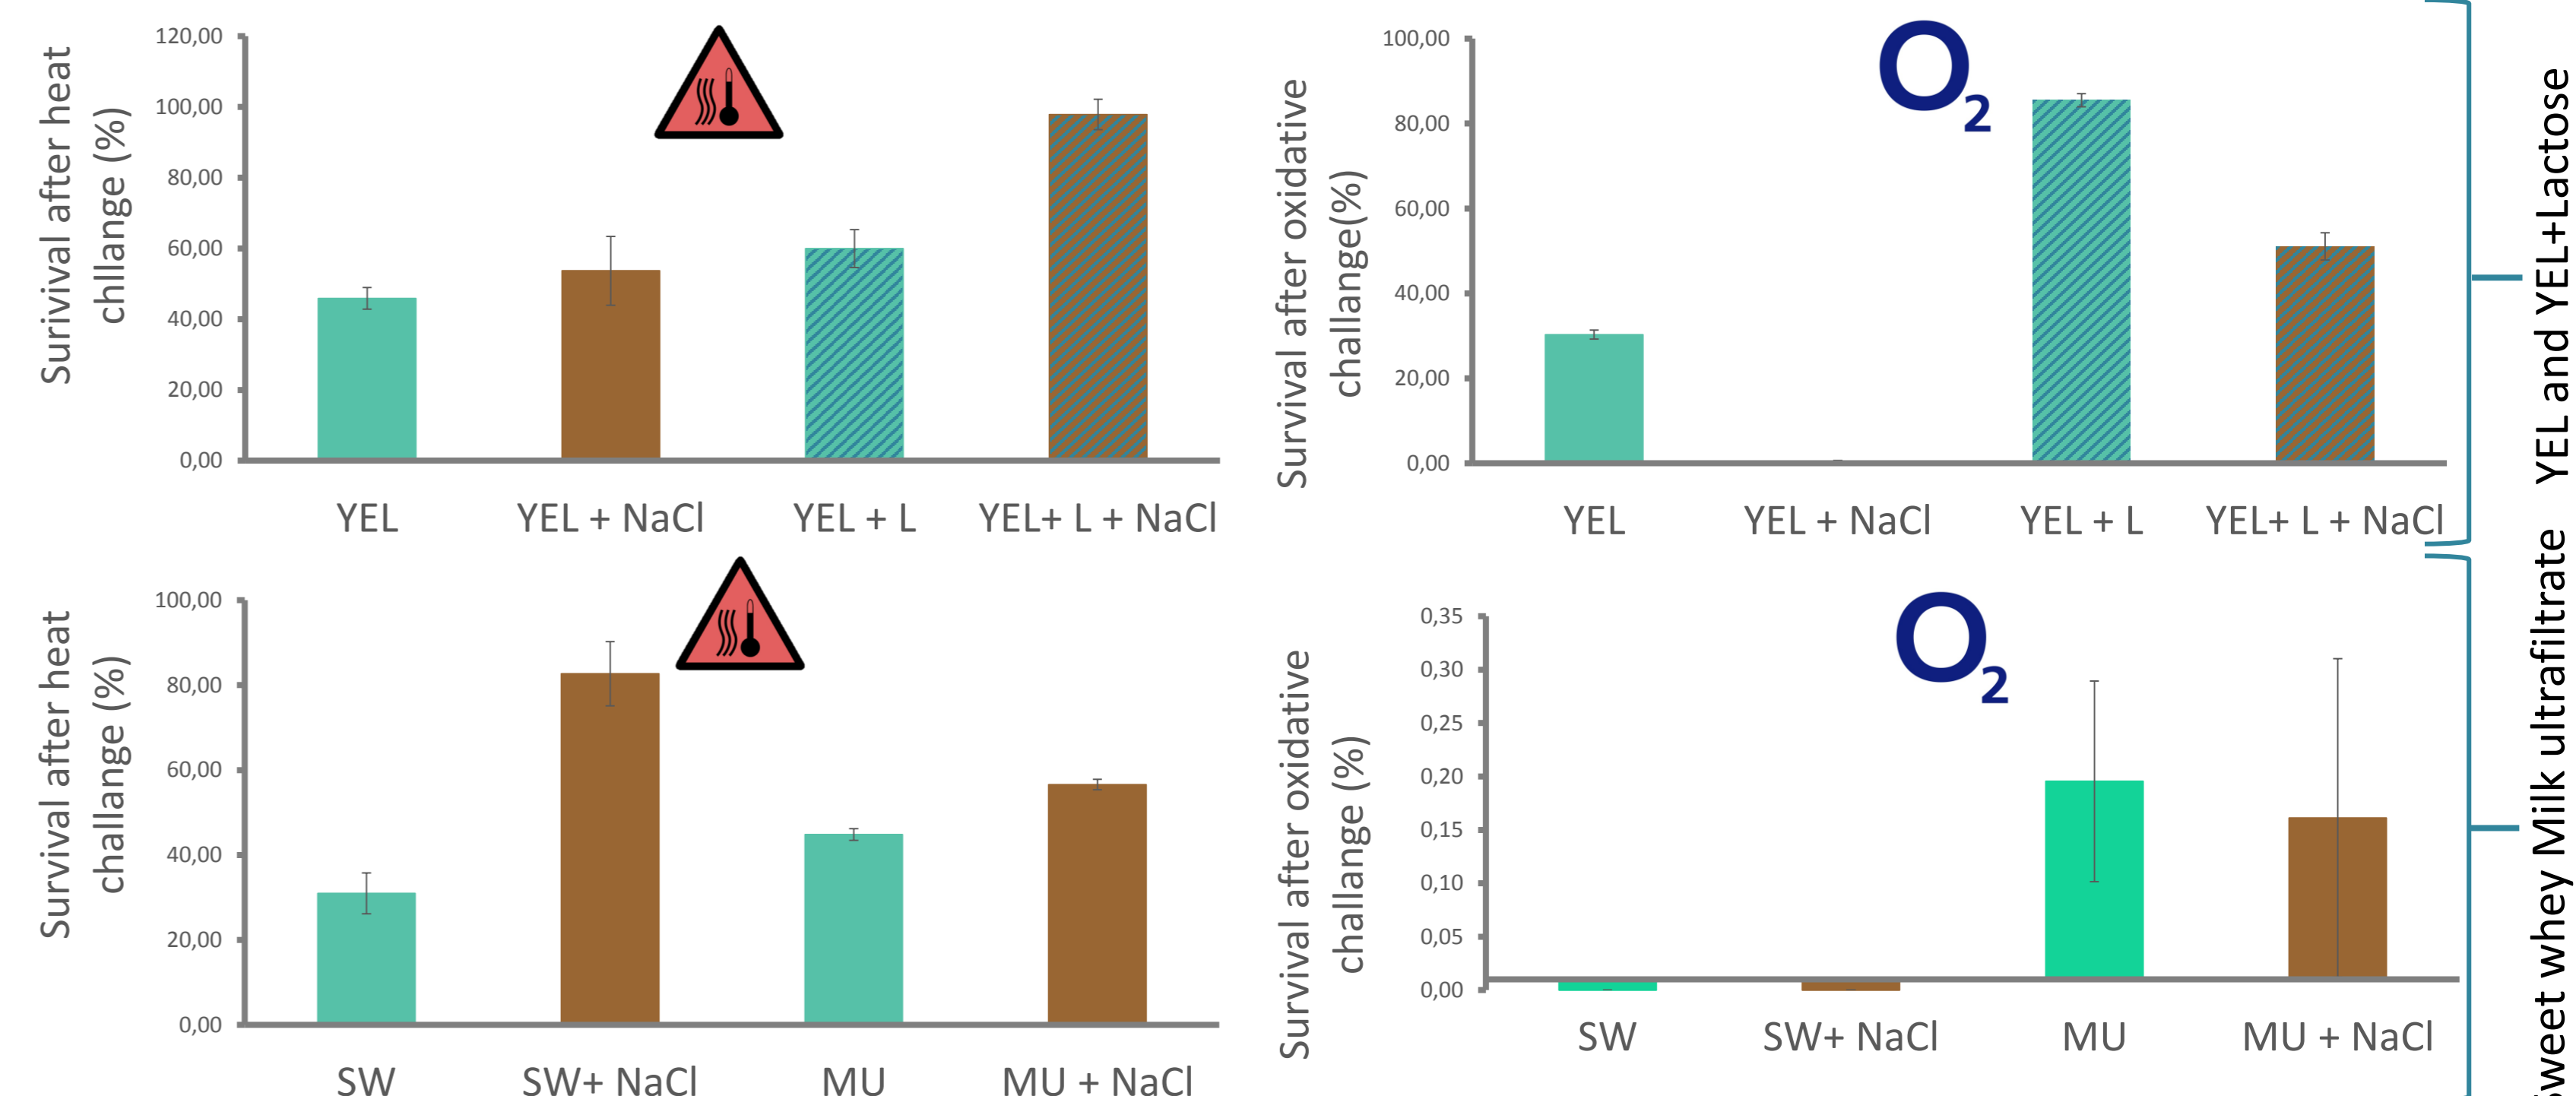 Surivival after heat
chllange (%)
120,00
100,00
80,00
60,00
40,00
20,00
0,00
YEL
YEL + NaCl
YEL + L
YEL+ L + NaCl
Survival after oxidative
challange(%)
100,00
80,00
60,00
40,00
20,00
0,00
O2
YEL
YEL + NaCl
YEL + L
YEL+ L + NaCl
YEL and YEL+Lactose
Survival after heat
challange (%)
100,00
80,00
60,00
40,00
20,00
0,00
SW
SW+ NaCl
MU
MU + NaCl
Survival after oxidative
challange (%)
0,35
0,30
0,25
0,20
0,15
0,10
0,05
0,00
O2
SW
SW+ NaCl
MU
MU + NaCl
Sweet whey Milk ultrafiltrate